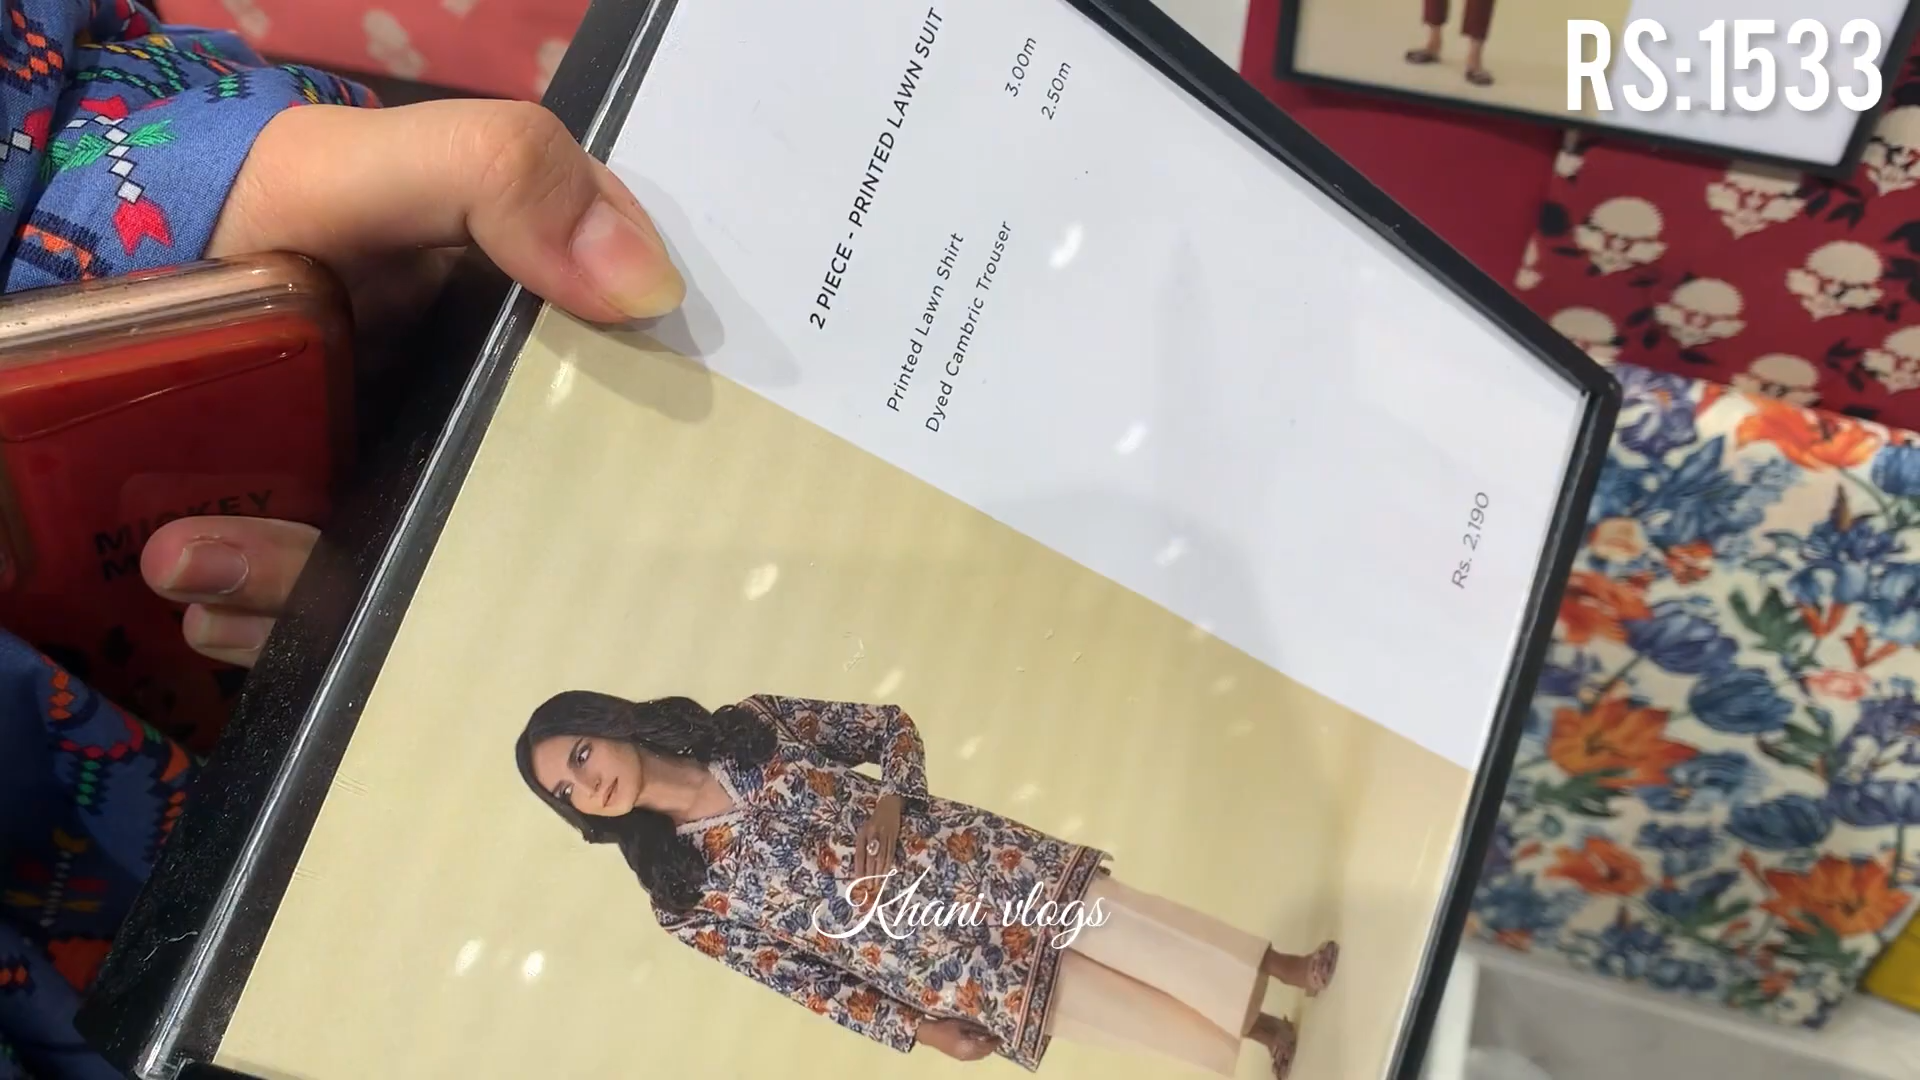 RS:1533
2 PIECE - PRINTED LAWN SUIT
Printed Lawn Shirt 3.00m
Dyed Cambric Trouser 2.50m
Rs. 2,190
MICKEY
Khani vlogs